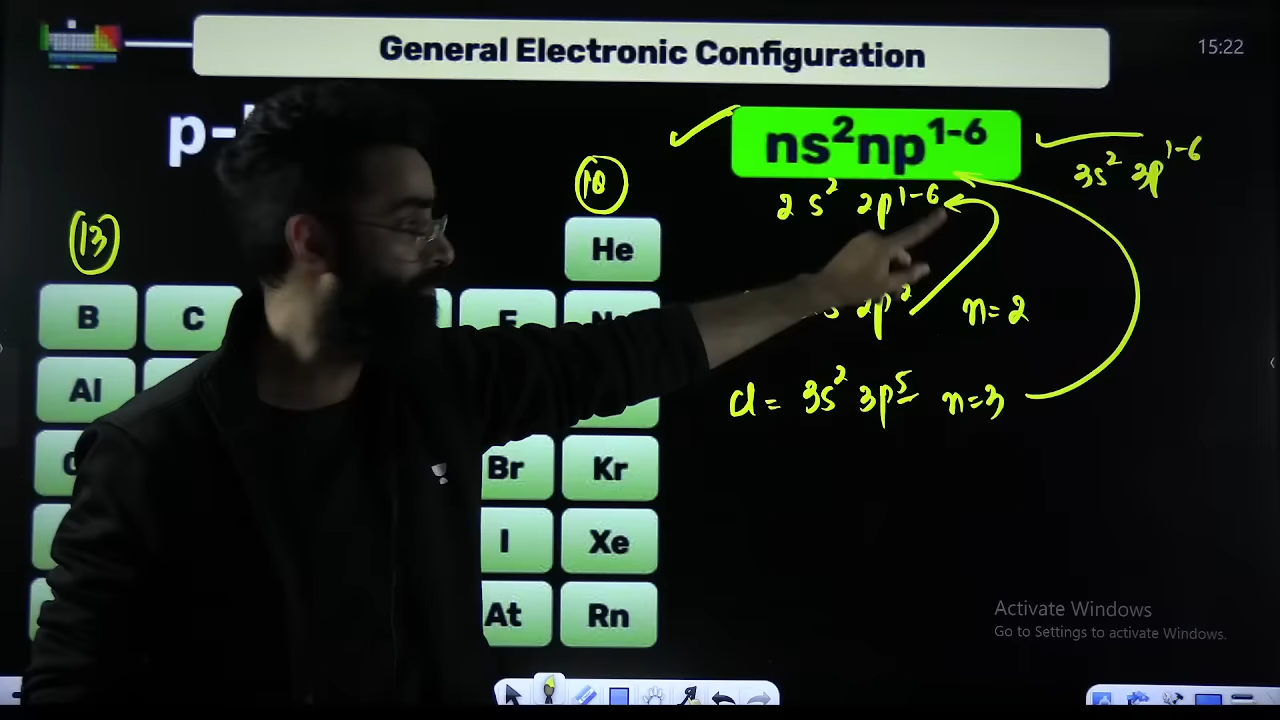 General Electronic Configuration
15:22
p-
ns²np¹⁻⁶
3s² 3p¹⁻⁶
2s² 2p¹⁻⁶
18
13
He
B C
2p² n=2
Al
Cl = 3s² 3p⁵ n=3
Br Kr
I Xe
At Rn
Activate Windows
Go to Settings to activate Windows.